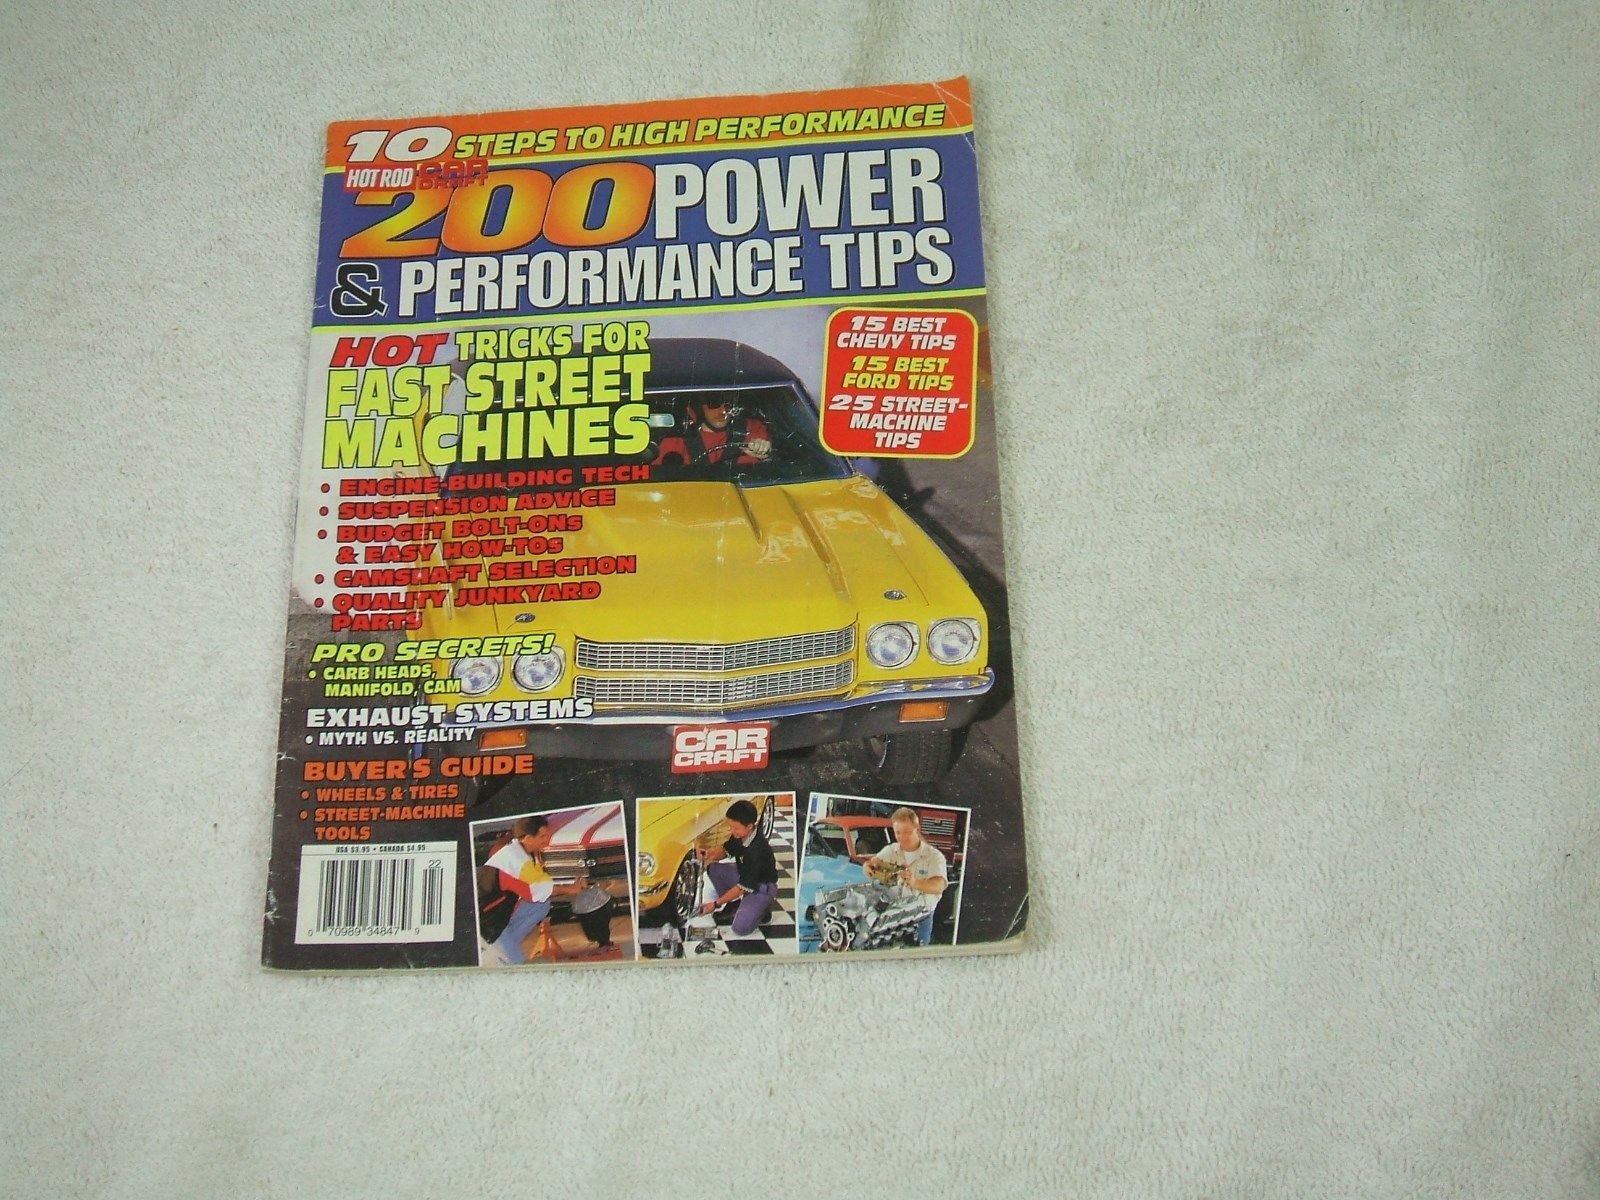 10 STEPS TO HIGH PERFORMANCE
HOT ROD CAR CRAFT
200 POWER
& PERFORMANCE TIPS
HOT TRICKS FOR
FAST STREET
MACHINES
• ENGINE-BUILDING TECH
• SUSPENSION ADVICE
• BUDGET BOLT-ONS
& EASY HOW-TOS
• CAMSHAFT SELECTION
• QUALITY JUNKYARD
PARTS
15 BEST
CHEVY TIPS
15 BEST
FORD TIPS
25 STREET-
MACHINE
TIPS
PRO SECRETS!
• CARB HEADS,
MANIFOLD, CAM
EXHAUST SYSTEMS
• MYTH VS. REALITY
CAR
CRAFT
BUYER'S GUIDE
• WHEELS & TIRES
• STREET-MACHINE
TOOLS
USA $3.95 • CANADA $4.95
22
0 70989 34847 9
SS